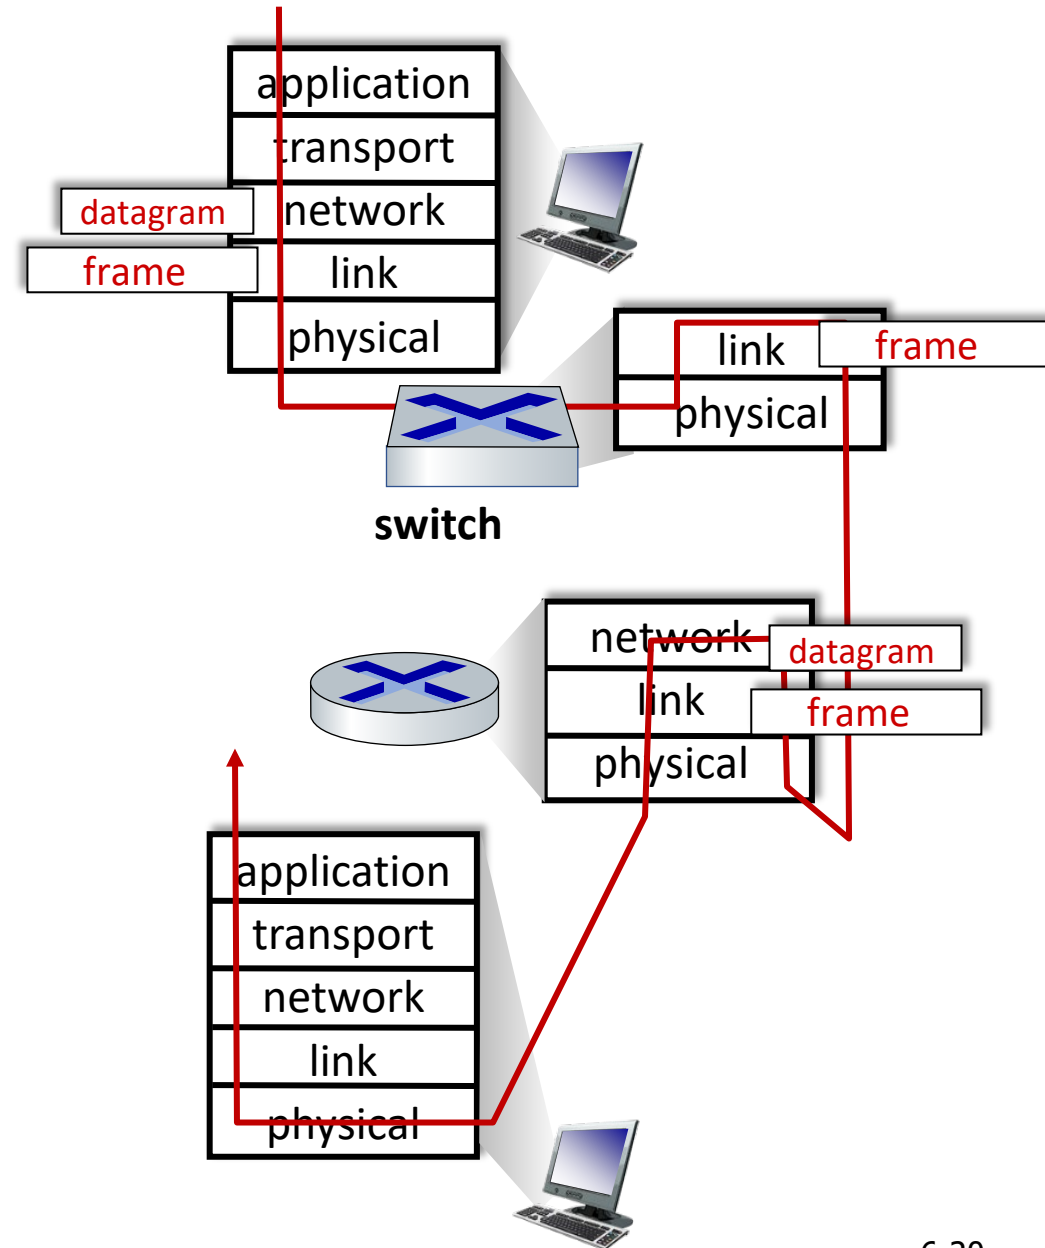 application
transport
datagram
network
frame
link
physical
link
frame
physical
switch
network
datagram
link
frame
physical
application
transport
network
link
physical